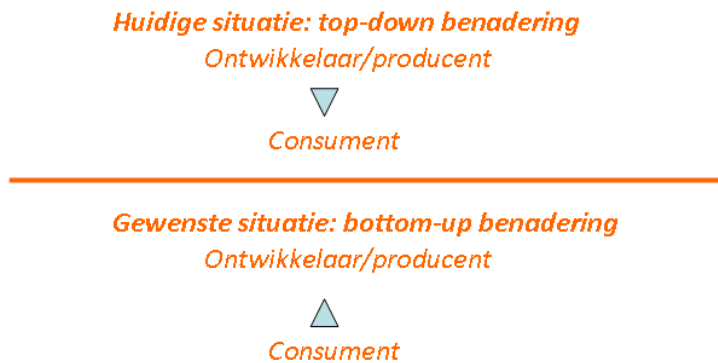 Huidige situatie: top-down benadering
Ontwikkelaar/producent
Consument
Gewenste situatie: bottom-up benadering
Ontwikkelaar/producent
Consument